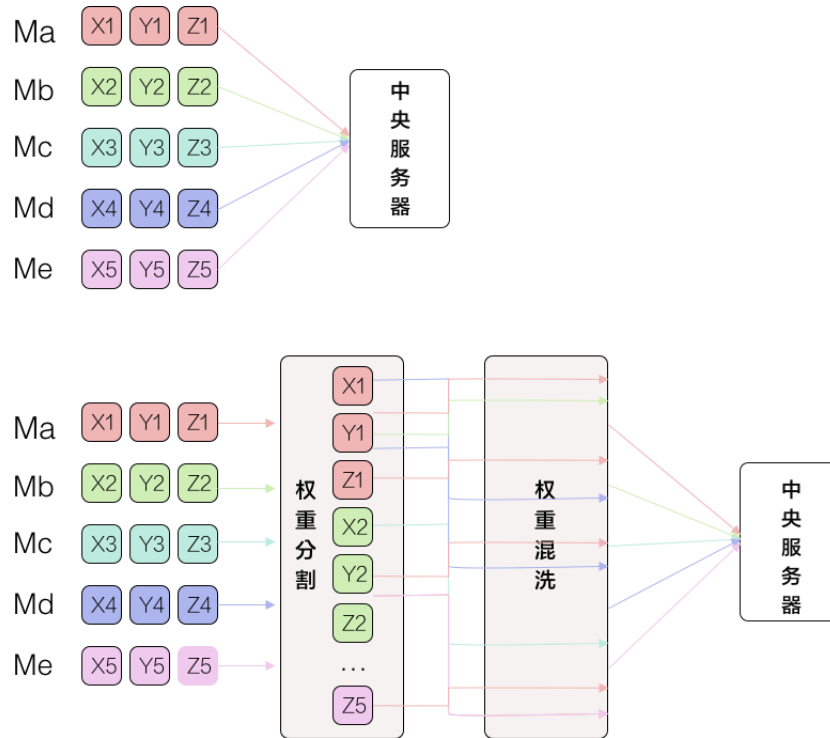 Ma X1 Y1 Z1
Mb X2 Y2 Z2
Mc X3 Y3 Z3
Md X4 Y4 Z4
Me X5 Y5 Z5
中央服务器
Ma X1 Y1 Z1
Mb X2 Y2 Z2
Mc X3 Y3 Z3
Md X4 Y4 Z4
Me X5 Y5 Z5
权重分割
X1
Y1
Z1
X2
Y2
Z2
...
Z5
权重混洗
中央服务器